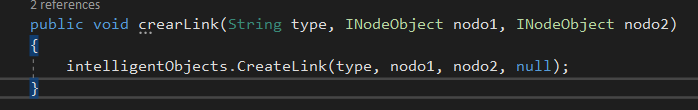 2 references
public void crearLink(String type, INodeObject nodo1, INodeObject nodo2)
{
intelligentObjects.CreateLink(type, nodo1, nodo2, null);
}